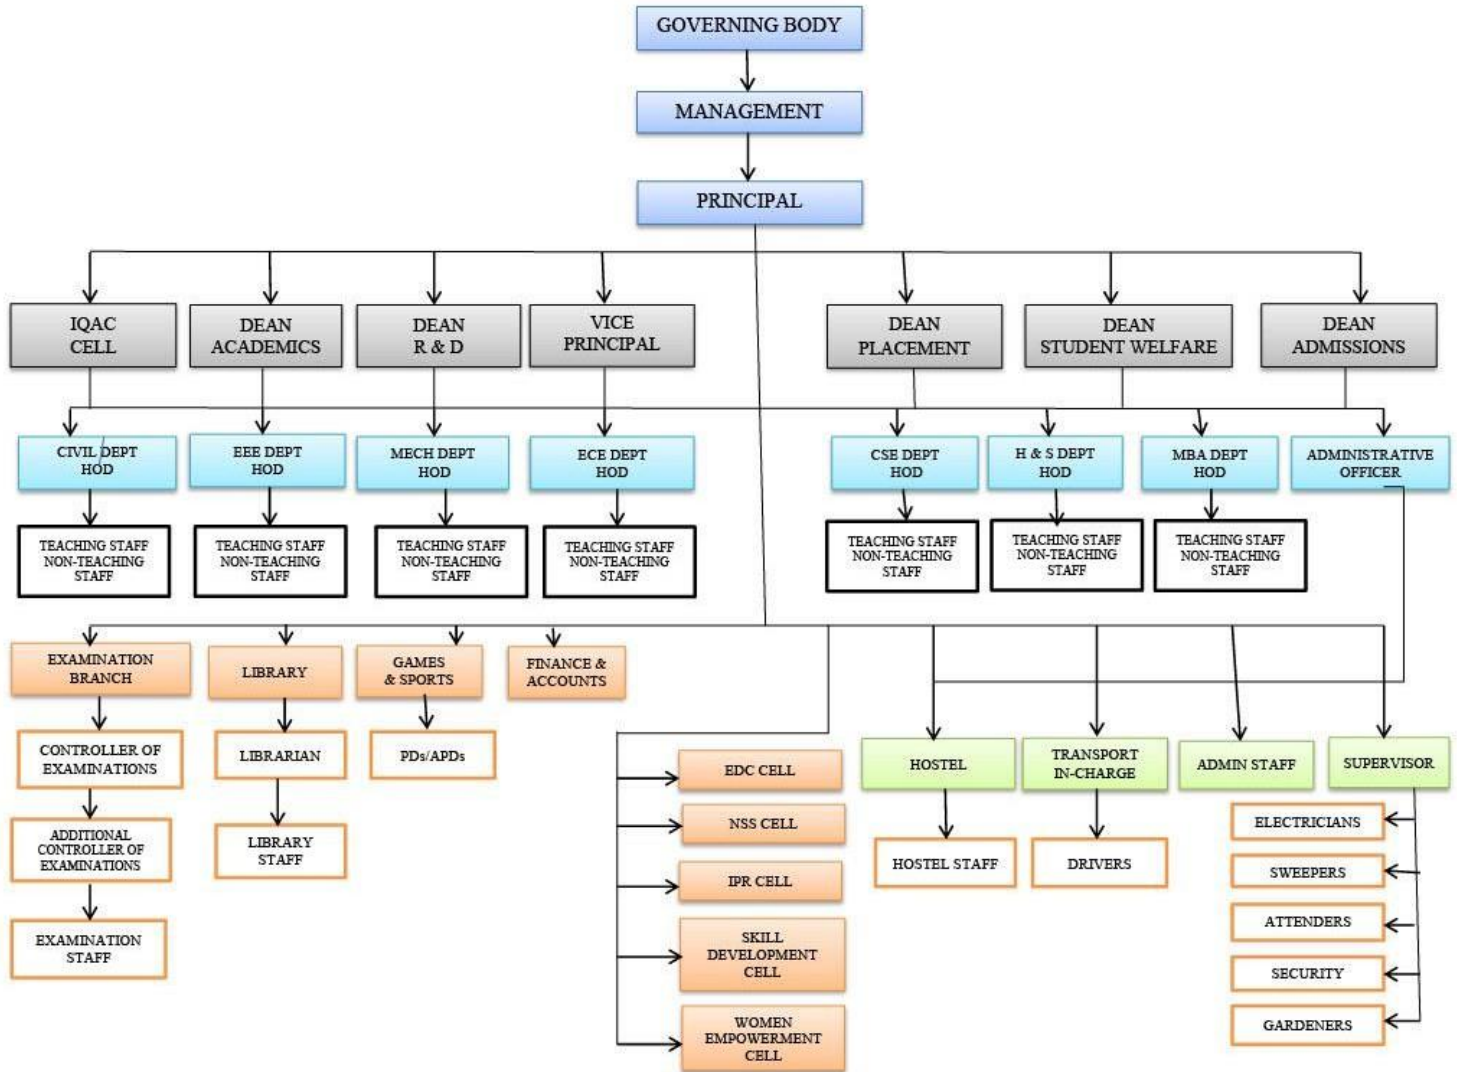 GOVERNING BODY
MANAGEMENT
PRINCIPAL
IQAC
CELL
DEAN
ACADEMICS
DEAN
R & D
VICE
PRINCIPAL
DEAN
PLACEMENT
DEAN
STUDENT WELFARE
DEAN
ADMISSIONS
CIVIL DEPT
HOD
EEE DEPT
HOD
MECH DEPT
HOD
ECE DEPT
HOD
CSE DEPT
HOD
H & S DEPT
HOD
MBA DEPT
HOD
ADMINISTRATIVE
OFFICER
TEACHING STAFF
NON-TEACHING
STAFF
TEACHING STAFF
NON-TEACHING
STAFF
TEACHING STAFF
NON-TEACHING
STAFF
TEACHING STAFF
NON-TEACHING
STAFF
TEACHING STAFF
NON-TEACHING
STAFF
TEACHING STAFF
NON-TEACHING
STAFF
TEACHING STAFF
NON-TEACHING
STAFF
EXAMINATION
BRANCH
LIBRARY
GAMES
& SPORTS
FINANCE &
ACCOUNTS
CONTROLLER OF
EXAMINATIONS
LIBRARIAN
PDs/APDs
ADDITIONAL
CONTROLLER OF
EXAMINATIONS
LIBRARY
STAFF
EXAMINATION
STAFF
EDC CELL
NSS CELL
IPR CELL
SKILL
DEVELOPMENT
CELL
WOMEN
EMPOWERMENT
CELL
HOSTEL
TRANSPORT
IN-CHARGE
ADMIN STAFF
SUPERVISOR
HOSTEL STAFF
DRIVERS
ELECTRICIANS
SWEEPERS
ATTENDERS
SECURITY
GARDENERS